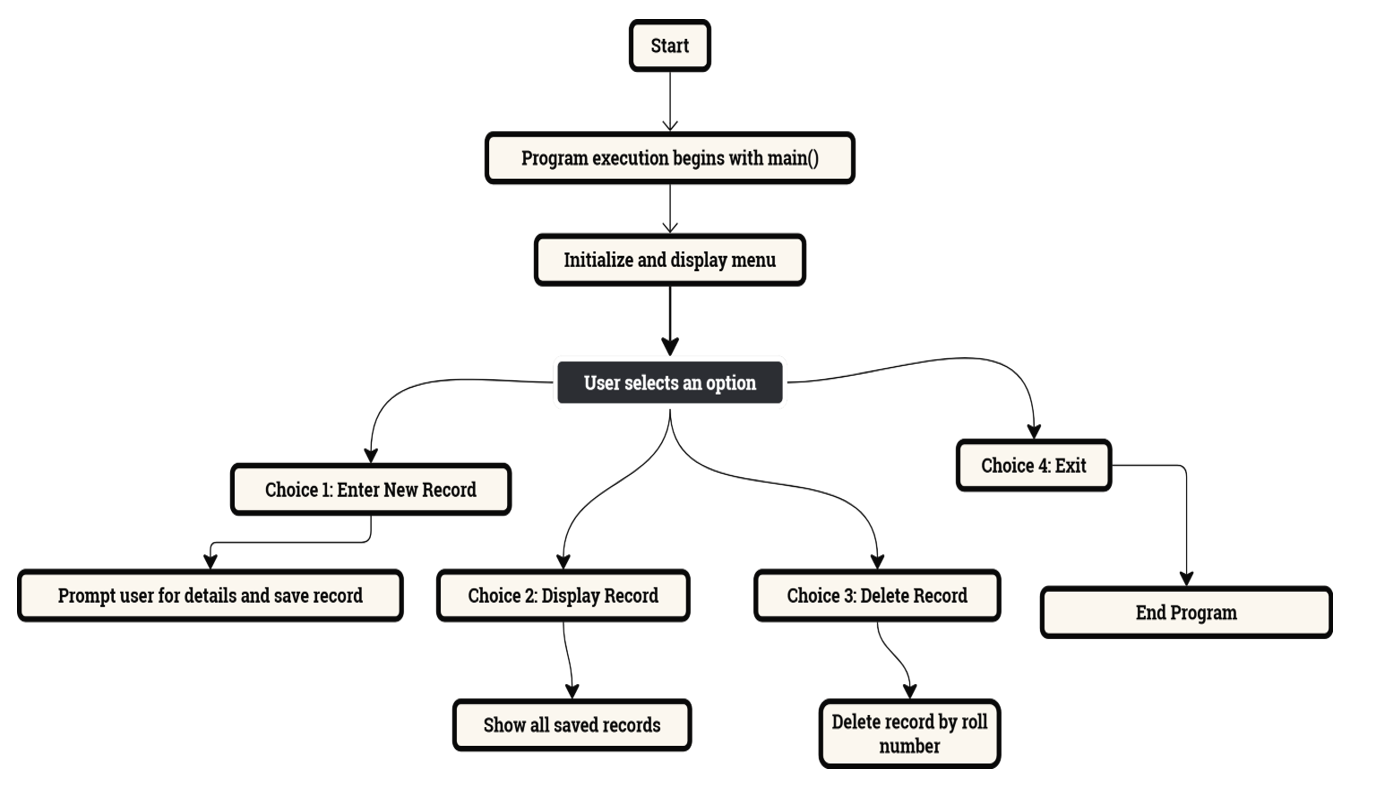 Start
Program execution begins with main()
Initialize and display menu
User selects an option
Choice 4: Exit
Choice 1: Enter New Record
Prompt user for details and save record
Choice 2: Display Record
Choice 3: Delete Record
End Program
Show all saved records
Delete record by roll
number